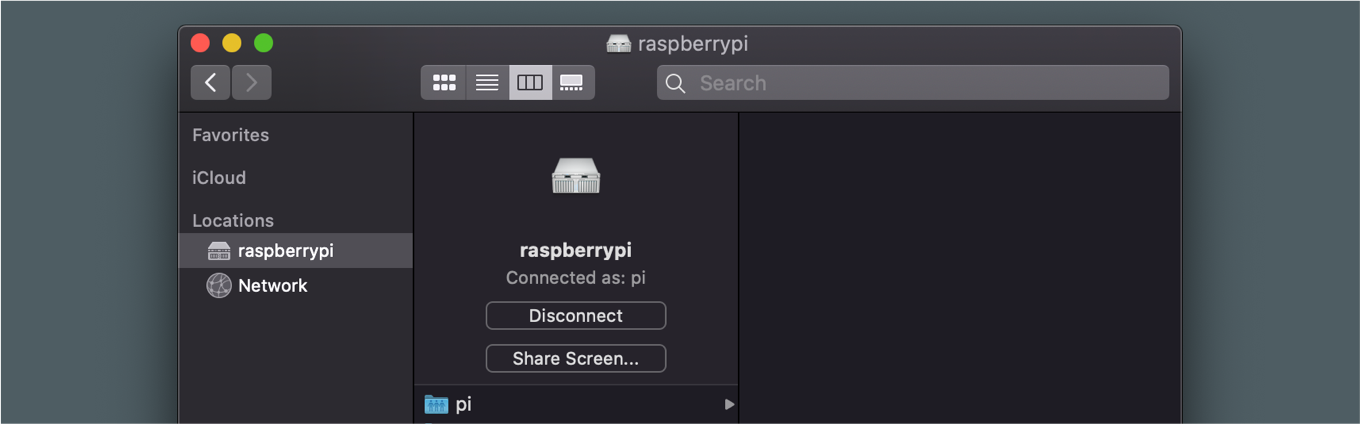 raspberrypi
Search
Favorites
iCloud
Locations
raspberrypi
Network
raspberrypi
Connected as: pi
Disconnect
Share Screen...
pi